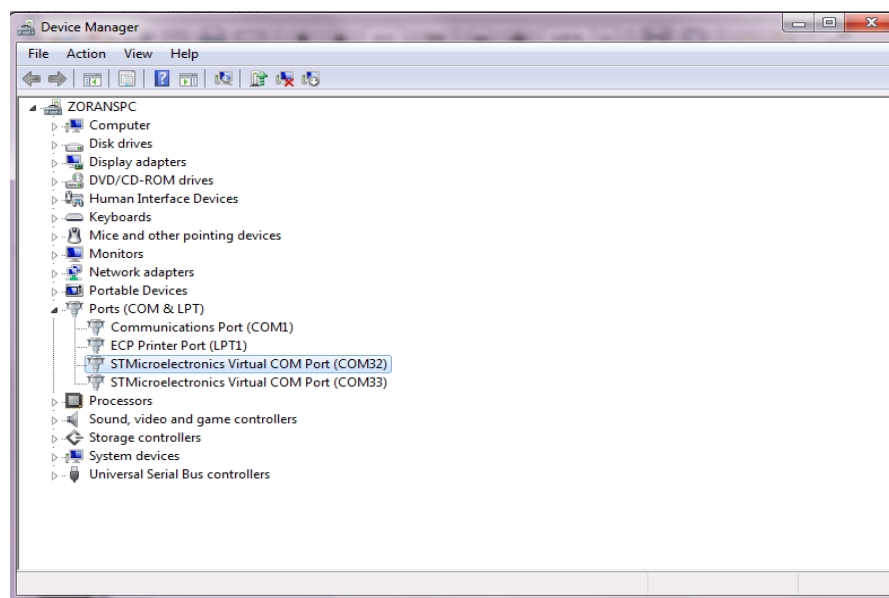 Device Manager
File Action View Help
ZORANSPC
Computer
Disk drives
Display adapters
DVD/CD-ROM drives
Human Interface Devices
Keyboards
Mice and other pointing devices
Monitors
Network adapters
Portable Devices
Ports (COM & LPT)
Communications Port (COM1)
ECP Printer Port (LPT1)
STMicroelectronics Virtual COM Port (COM32)
STMicroelectronics Virtual COM Port (COM33)
Processors
Sound, video and game controllers
Storage controllers
System devices
Universal Serial Bus controllers